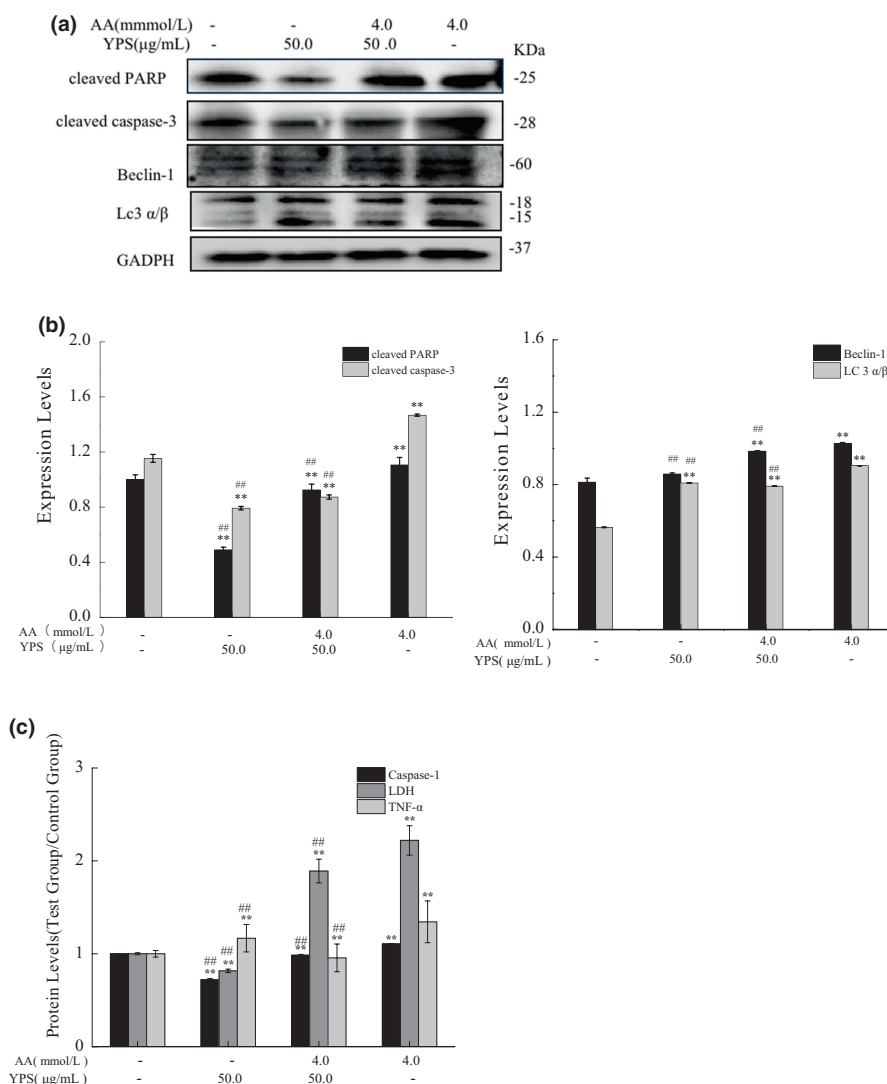 (a)
AA(mmmol/L) - - 4.0 4.0
YPS(μg/mL) - 50.0 50 .0 -
KDa
cleaved PARP -25
cleaved caspase-3 -28
Beclin-1 -60
Lc3 α/β -18
-15
GADPH -37
(b)
Expression Levels
2.0
1.6
1.2
0.8
0.4
0.0
cleaved PARP
cleaved caspase-3
## ** ## **
## ** ## **
** **
AA ( mmol/L ) - - 4.0 4.0
YPS ( μg/mL ) - 50.0 50.0 -
Expression Levels
1.6
1.2
0.8
0.4
0.0
Beclin-1
LC 3 α/β
## ## **
## ** ## **
** **
AA( mmol/L) - - 4.0 4.0
YPS( μg/mL) - 50.0 50.0 -
(c)
Protein Levels(Test Group/Control Group)
3
2
1
0
Caspase-1
LDH
TNF-α
## ** ## ** ## **
## ** ## ** ## **
** ** **
AA( mmol/L) - - 4.0 4.0
YPS( μg/mL) - 50.0 50.0 -